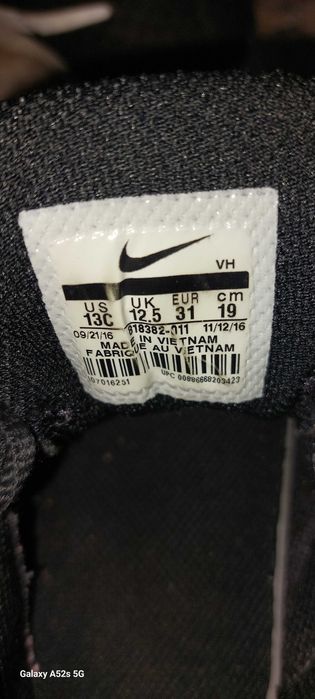 VH
US UK EUR cm
13C 12.5 31 19
09/21/16 818382-011 11/12/16
MADE IN VIETNAM
FABRIQUE AU VIETNAM
UPC 00886668203423
Galaxy A52s 5G